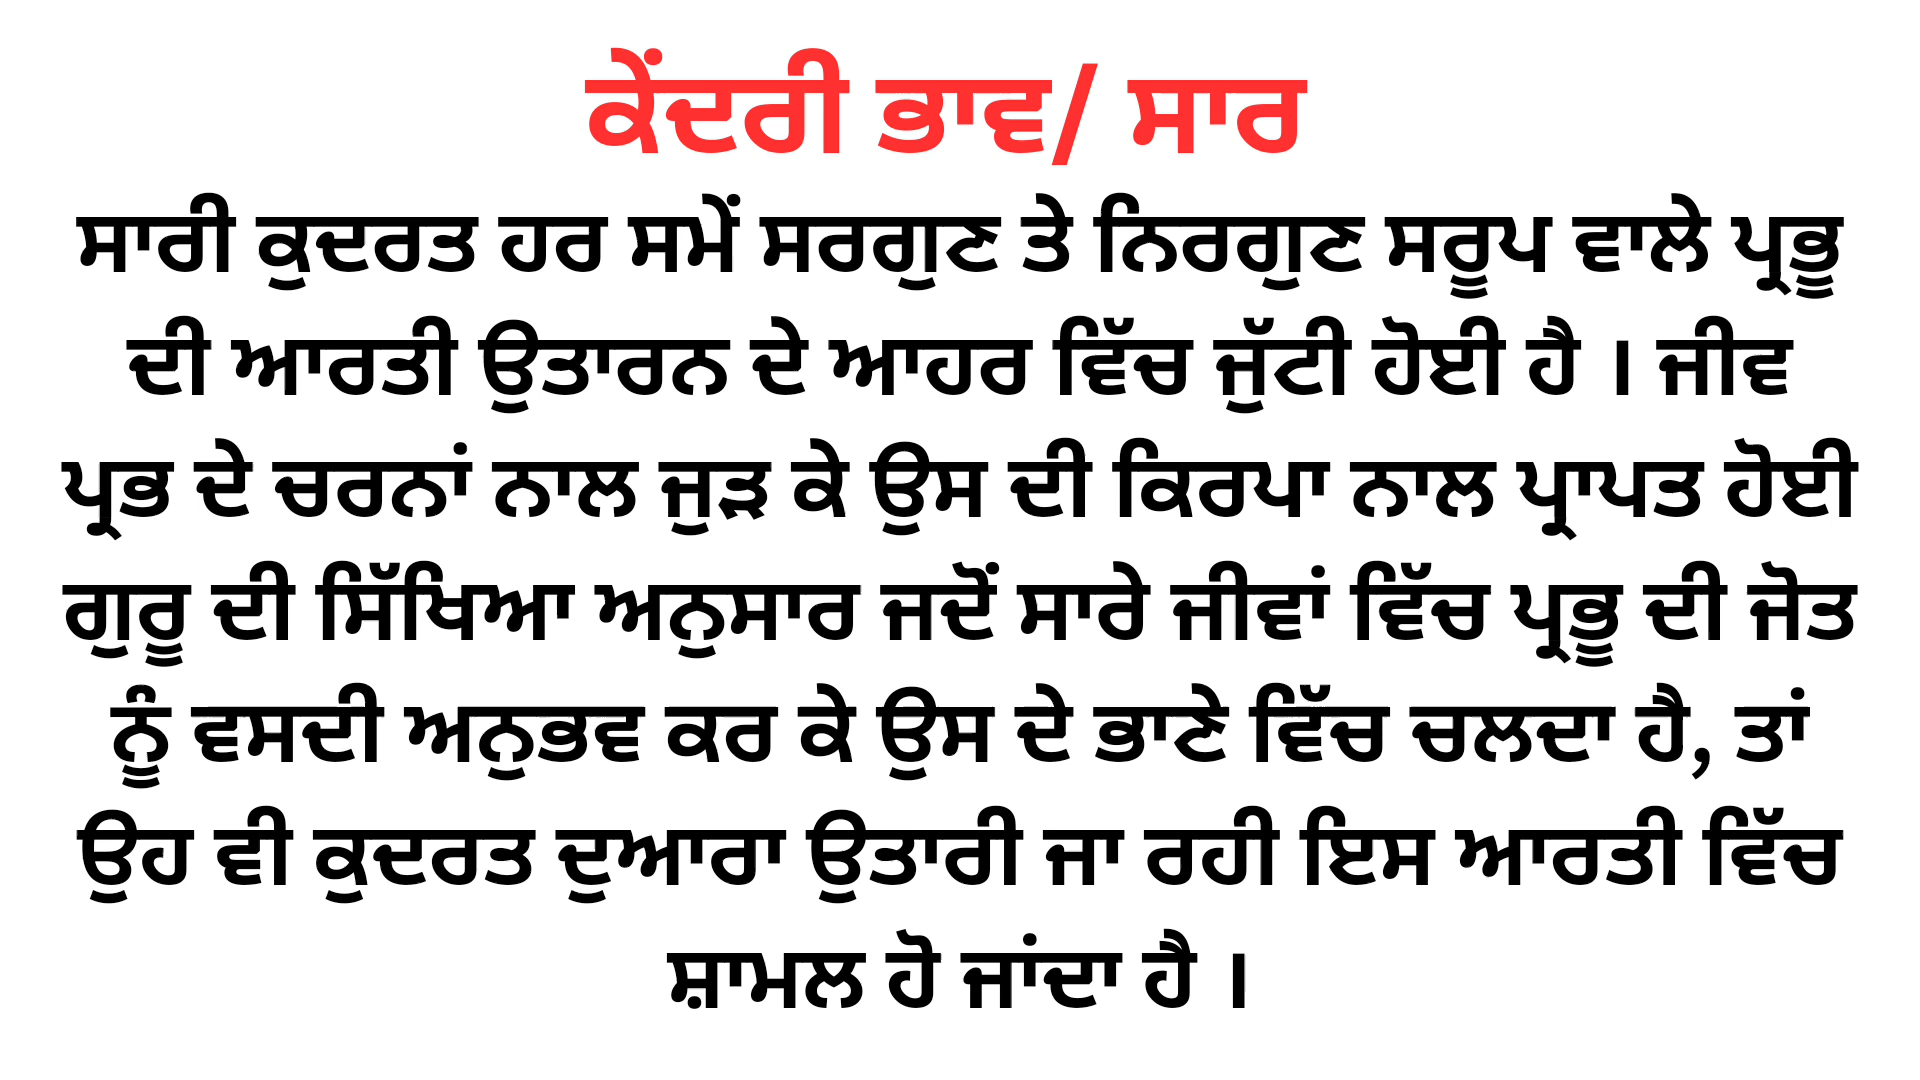 ਕੇਂਦਰੀ ਭਾਵ/ ਸਾਰ
ਸਾਰੀ ਕੁਦਰਤ ਹਰ ਸਮੇਂ ਸਰਗੁਣ ਤੇ ਨਿਰਗੁਣ ਸਰੂਪ ਵਾਲੇ ਪ੍ਰਭੂ
ਦੀ ਆਰਤੀ ਉਤਾਰਨ ਦੇ ਆਹਰ ਵਿੱਚ ਜੁੱਟੀ ਹੋਈ ਹੈ । ਜੀਵ
ਪ੍ਰਭ ਦੇ ਚਰਨਾਂ ਨਾਲ ਜੁੜ ਕੇ ਉਸ ਦੀ ਕਿਰਪਾ ਨਾਲ ਪ੍ਰਾਪਤ ਹੋਈ
ਗੁਰੂ ਦੀ ਸਿੱਖਿਆ ਅਨੁਸਾਰ ਜਦੋਂ ਸਾਰੇ ਜੀਵਾਂ ਵਿੱਚ ਪ੍ਰਭੂ ਦੀ ਜੋਤ
ਨੂੰ ਵਸਦੀ ਅਨੁਭਵ ਕਰ ਕੇ ਉਸ ਦੇ ਭਾਣੇ ਵਿੱਚ ਚਲਦਾ ਹੈ, ਤਾਂ
ਉਹ ਵੀ ਕੁਦਰਤ ਦੁਆਰਾ ਉਤਾਰੀ ਜਾ ਰਹੀ ਇਸ ਆਰਤੀ ਵਿੱਚ
ਸ਼ਾਮਲ ਹੋ ਜਾਂਦਾ ਹੈ ।